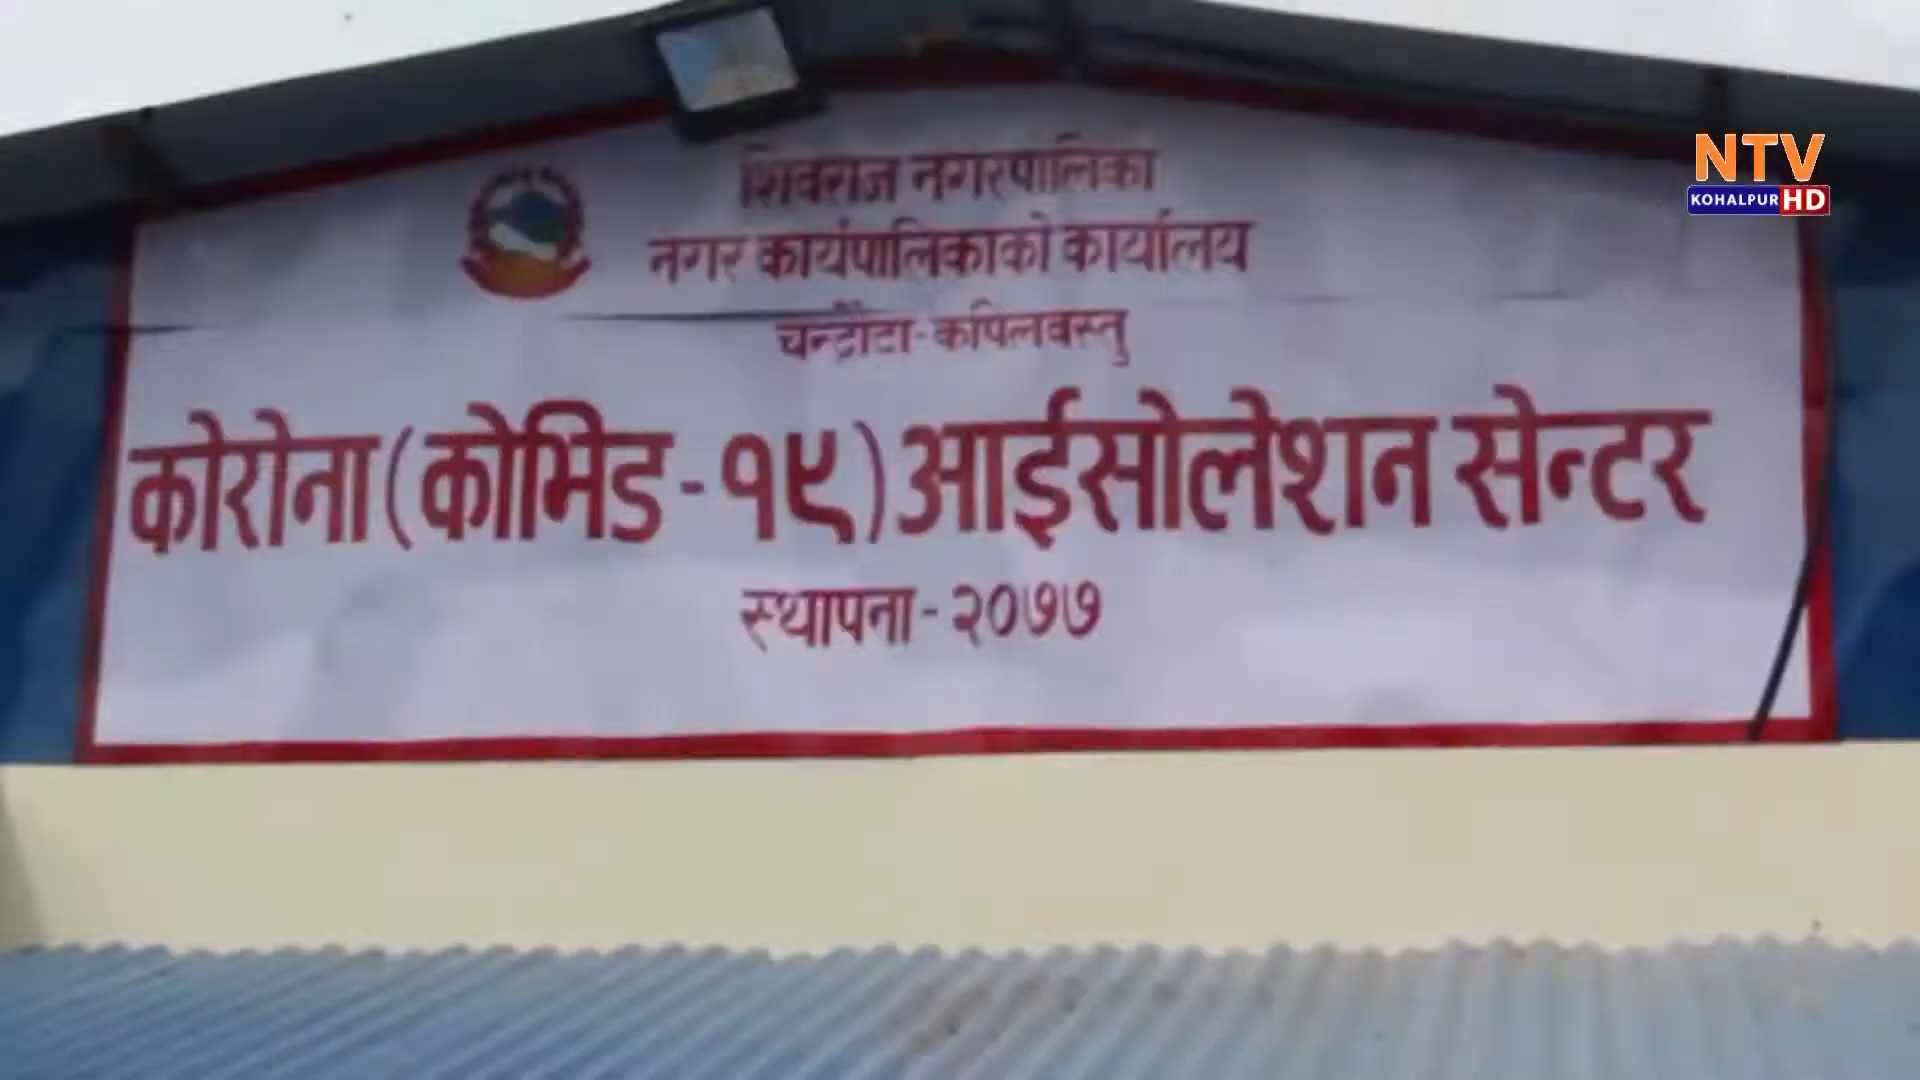 शिवराज नगरपालिका
नगर कार्यपालिकाको कार्यालय
चन्द्रौटा-कपिलवस्तु
कोरोना (कोभिड-१९) आईसोलेशन सेन्टर
स्थापना-२०७७
NTV
KOHALPUR HD